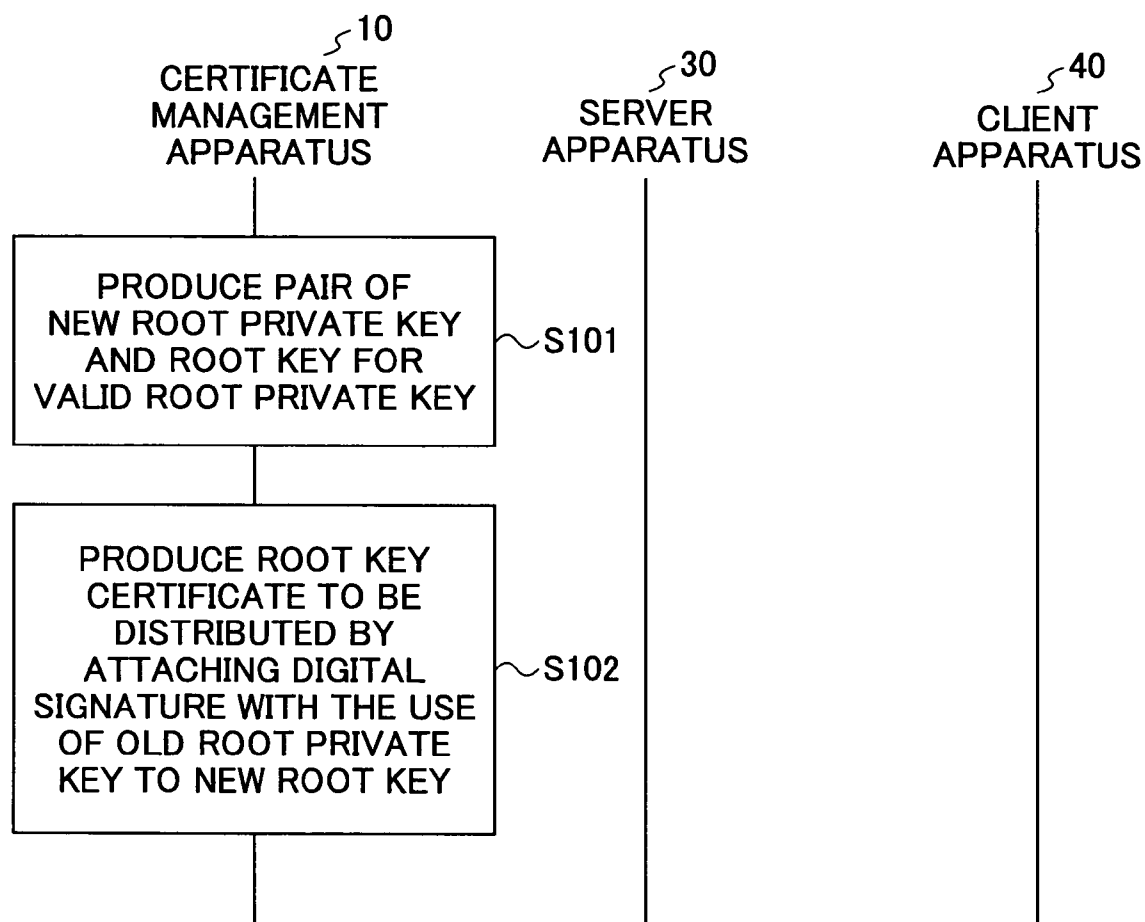 10
CERTIFICATE
MANAGEMENT
APPARATUS
30
SERVER
APPARATUS
40
CLIENT
APPARATUS
PRODUCE PAIR OF
NEW ROOT PRIVATE KEY
AND ROOT KEY FOR
VALID ROOT PRIVATE KEY
S101
PRODUCE ROOT KEY
CERTIFICATE TO BE
DISTRIBUTED BY
ATTACHING DIGITAL
SIGNATURE WITH THE USE
OF OLD ROOT PRIVATE
KEY TO NEW ROOT KEY
S102